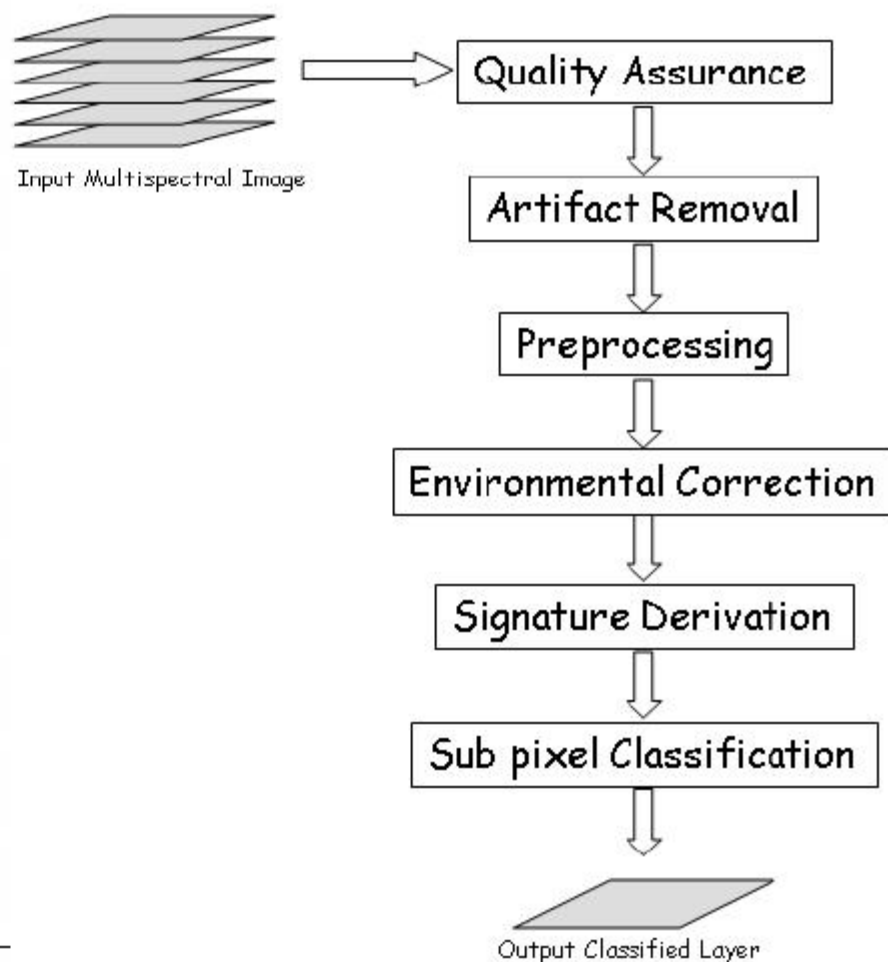 Input Multispectral Image
Quality Assurance
Artifact Removal
Preprocessing
Environmental Correction
Signature Derivation
Sub pixel Classification
Output Classified Layer